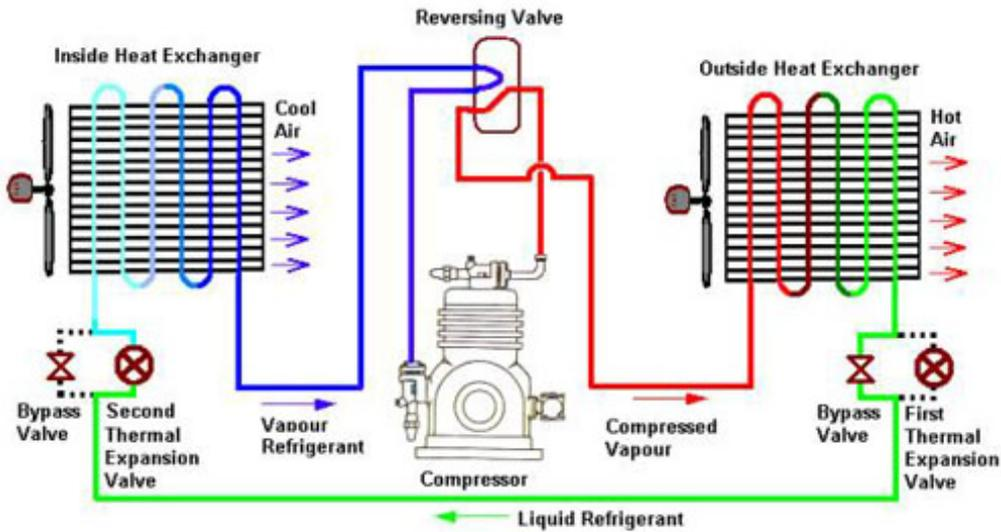 Reversing Valve
Inside Heat Exchanger
Outside Heat Exchanger
Cool
Air
Hot
Air
Bypass
Valve
Second
Thermal
Expansion
Valve
Vapour
Refrigerant
Compressor
Compressed
Vapour
Bypass
Valve
First
Thermal
Expansion
Valve
Liquid Refrigerant